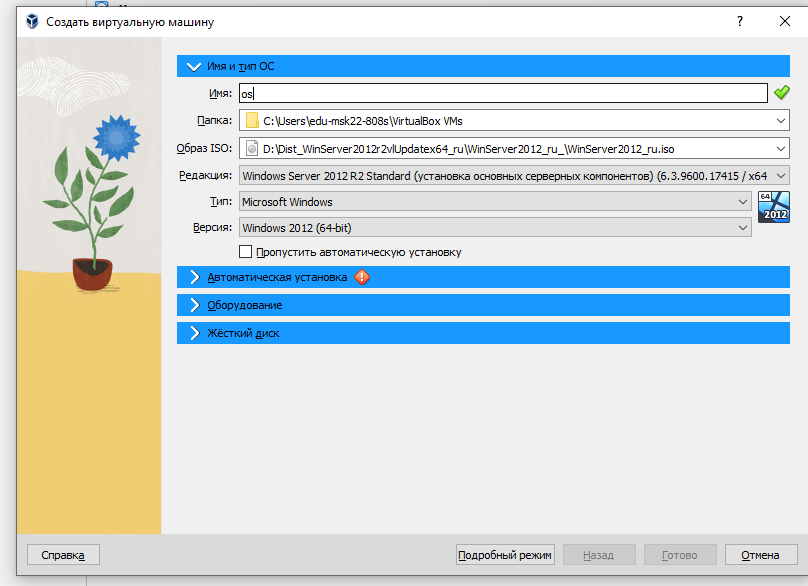 Создать виртуальную машину
?
Имя и тип ОС
Имя: os
Папка: C:\Users\edu-msk22-808s\VirtualBox VMs
Образ ISO: D:\Dist_WinServer2012r2vlUpdatex64_ru\WinServer2012_ru_\WinServer2012_ru.iso
Редакция: Windows Server 2012 R2 Standard (установка основных серверных компонентов) (6.3.9600.17415 / x64
Тип: Microsoft Windows
64
2012
Версия: Windows 2012 (64-bit)
Пропустить автоматическую установку
Автоматическая установка
Оборудование
Жёсткий диск
Справка Подробный режим Назад Готово Отмена